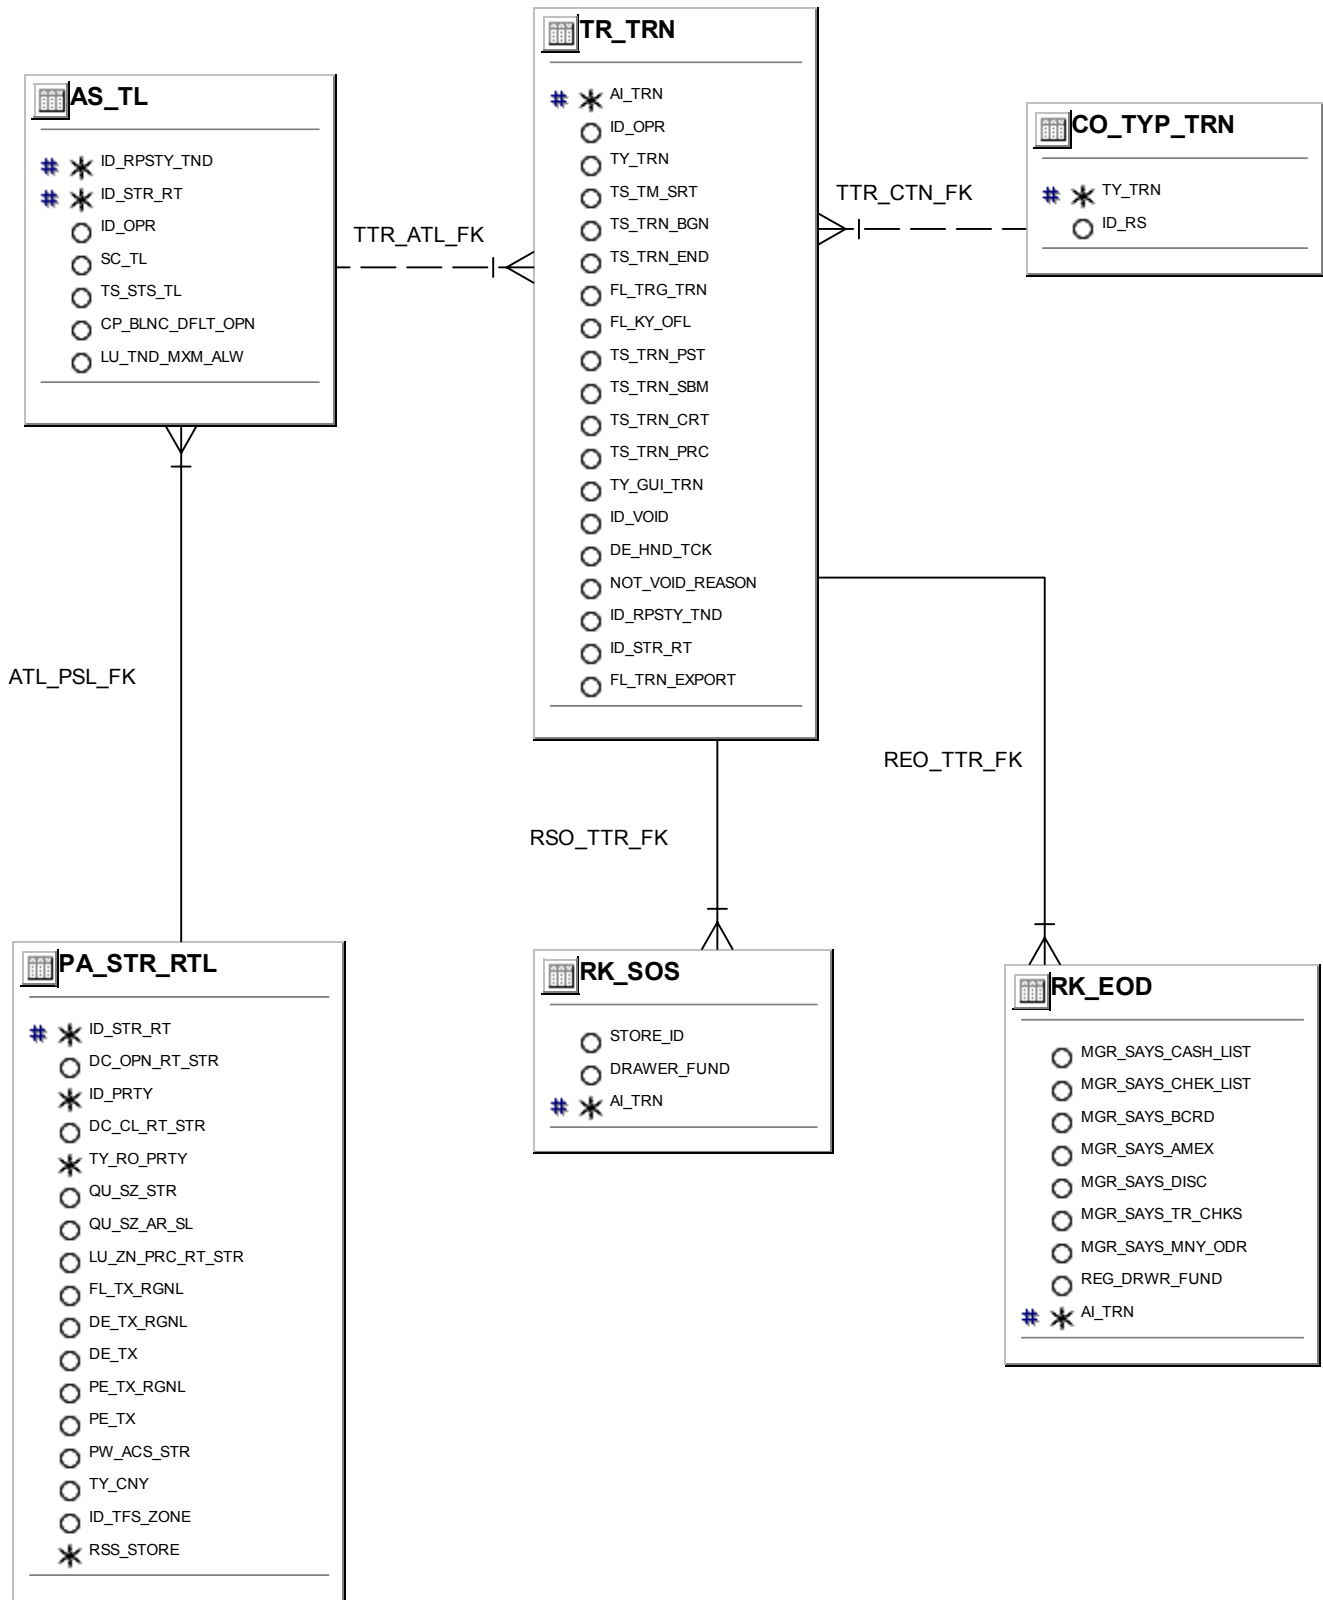 TR_TRN
# * AI_TRN
ID_OPR
TY_TRN
TS_TM_SRT
TS_TRN_BGN
TS_TRN_END
FL_TRG_TRN
FL_KY_OFL
TS_TRN_PST
TS_TRN_SBM
TS_TRN_CRT
TS_TRN_PRC
TY_GUI_TRN
ID_VOID
DE_HND_TCK
NOT_VOID_REASON
ID_RPSTY_TND
ID_STR_RT
FL_TRN_EXPORT
AS_TL
# * ID_RPSTY_TND
# * ID_STR_RT
ID_OPR
SC_TL
TS_STS_TL
CP_BLNC_DFLT_OPN
LU_TND_MXM_ALW
TTR_ATL_FK
TTR_CTN_FK
CO_TYP_TRN
# * TY_TRN
ID_RS
ATL_PSL_FK
RSO_TTR_FK
REO_TTR_FK
PA_STR_RTL
# * ID_STR_RT
DC_OPN_RT_STR
* ID_PRTY
DC_CL_RT_STR
* TY_RO_PRTY
QU_SZ_STR
QU_SZ_AR_SL
LU_ZN_PRC_RT_STR
FL_TX_RGNL
DE_TX_RGNL
DE_TX
PE_TX_RGNL
PE_TX
PW_ACS_STR
TY_CNY
ID_TFS_ZONE
* RSS_STORE
RK_SOS
STORE_ID
DRAWER_FUND
# * AI_TRN
RK_EOD
MGR_SAYS_CASH_LIST
MGR_SAYS_CHEK_LIST
MGR_SAYS_BCRD
MGR_SAYS_AMEX
MGR_SAYS_DISC
MGR_SAYS_TR_CHKS
MGR_SAYS_MNY_ODR
REG_DRWR_FUND
# * AI_TRN